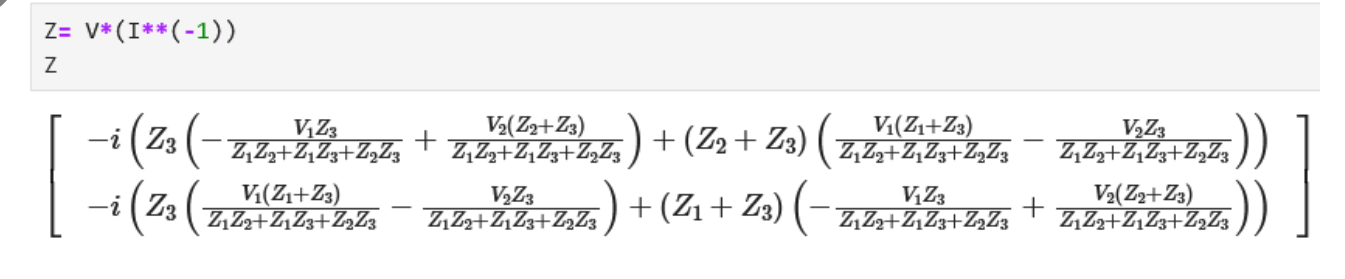 Z= V*(I**(-1))
Z
[ -i(Z₃(-V₁Z₃/(Z₁Z₂+Z₁Z₃+Z₂Z₃) + V₂(Z₂+Z₃)/(Z₁Z₂+Z₁Z₃+Z₂Z₃)) + (Z₂ + Z₃)(V₁(Z₁+Z₃)/(Z₁Z₂+Z₁Z₃+Z₂Z₃) - V₂Z₃/(Z₁Z₂+Z₁Z₃+Z₂Z₃)))
-i(Z₃(V₁(Z₁+Z₃)/(Z₁Z₂+Z₁Z₃+Z₂Z₃) - V₂Z₃/(Z₁Z₂+Z₁Z₃+Z₂Z₃)) + (Z₁ + Z₃)(-V₁Z₃/(Z₁Z₂+Z₁Z₃+Z₂Z₃) + V₂(Z₂+Z₃)/(Z₁Z₂+Z₁Z₃+Z₂Z₃))) ]